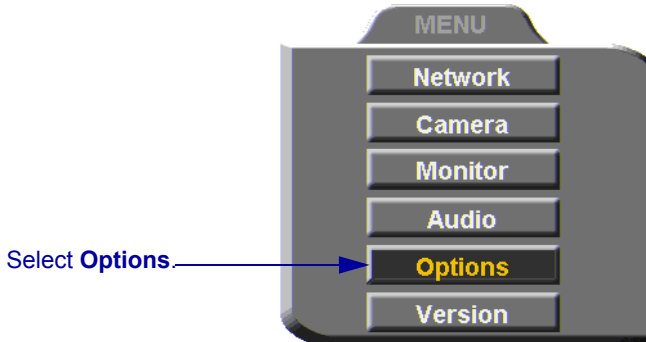 MENU
Network
Camera
Monitor
Audio
Select Options.
Options
Version